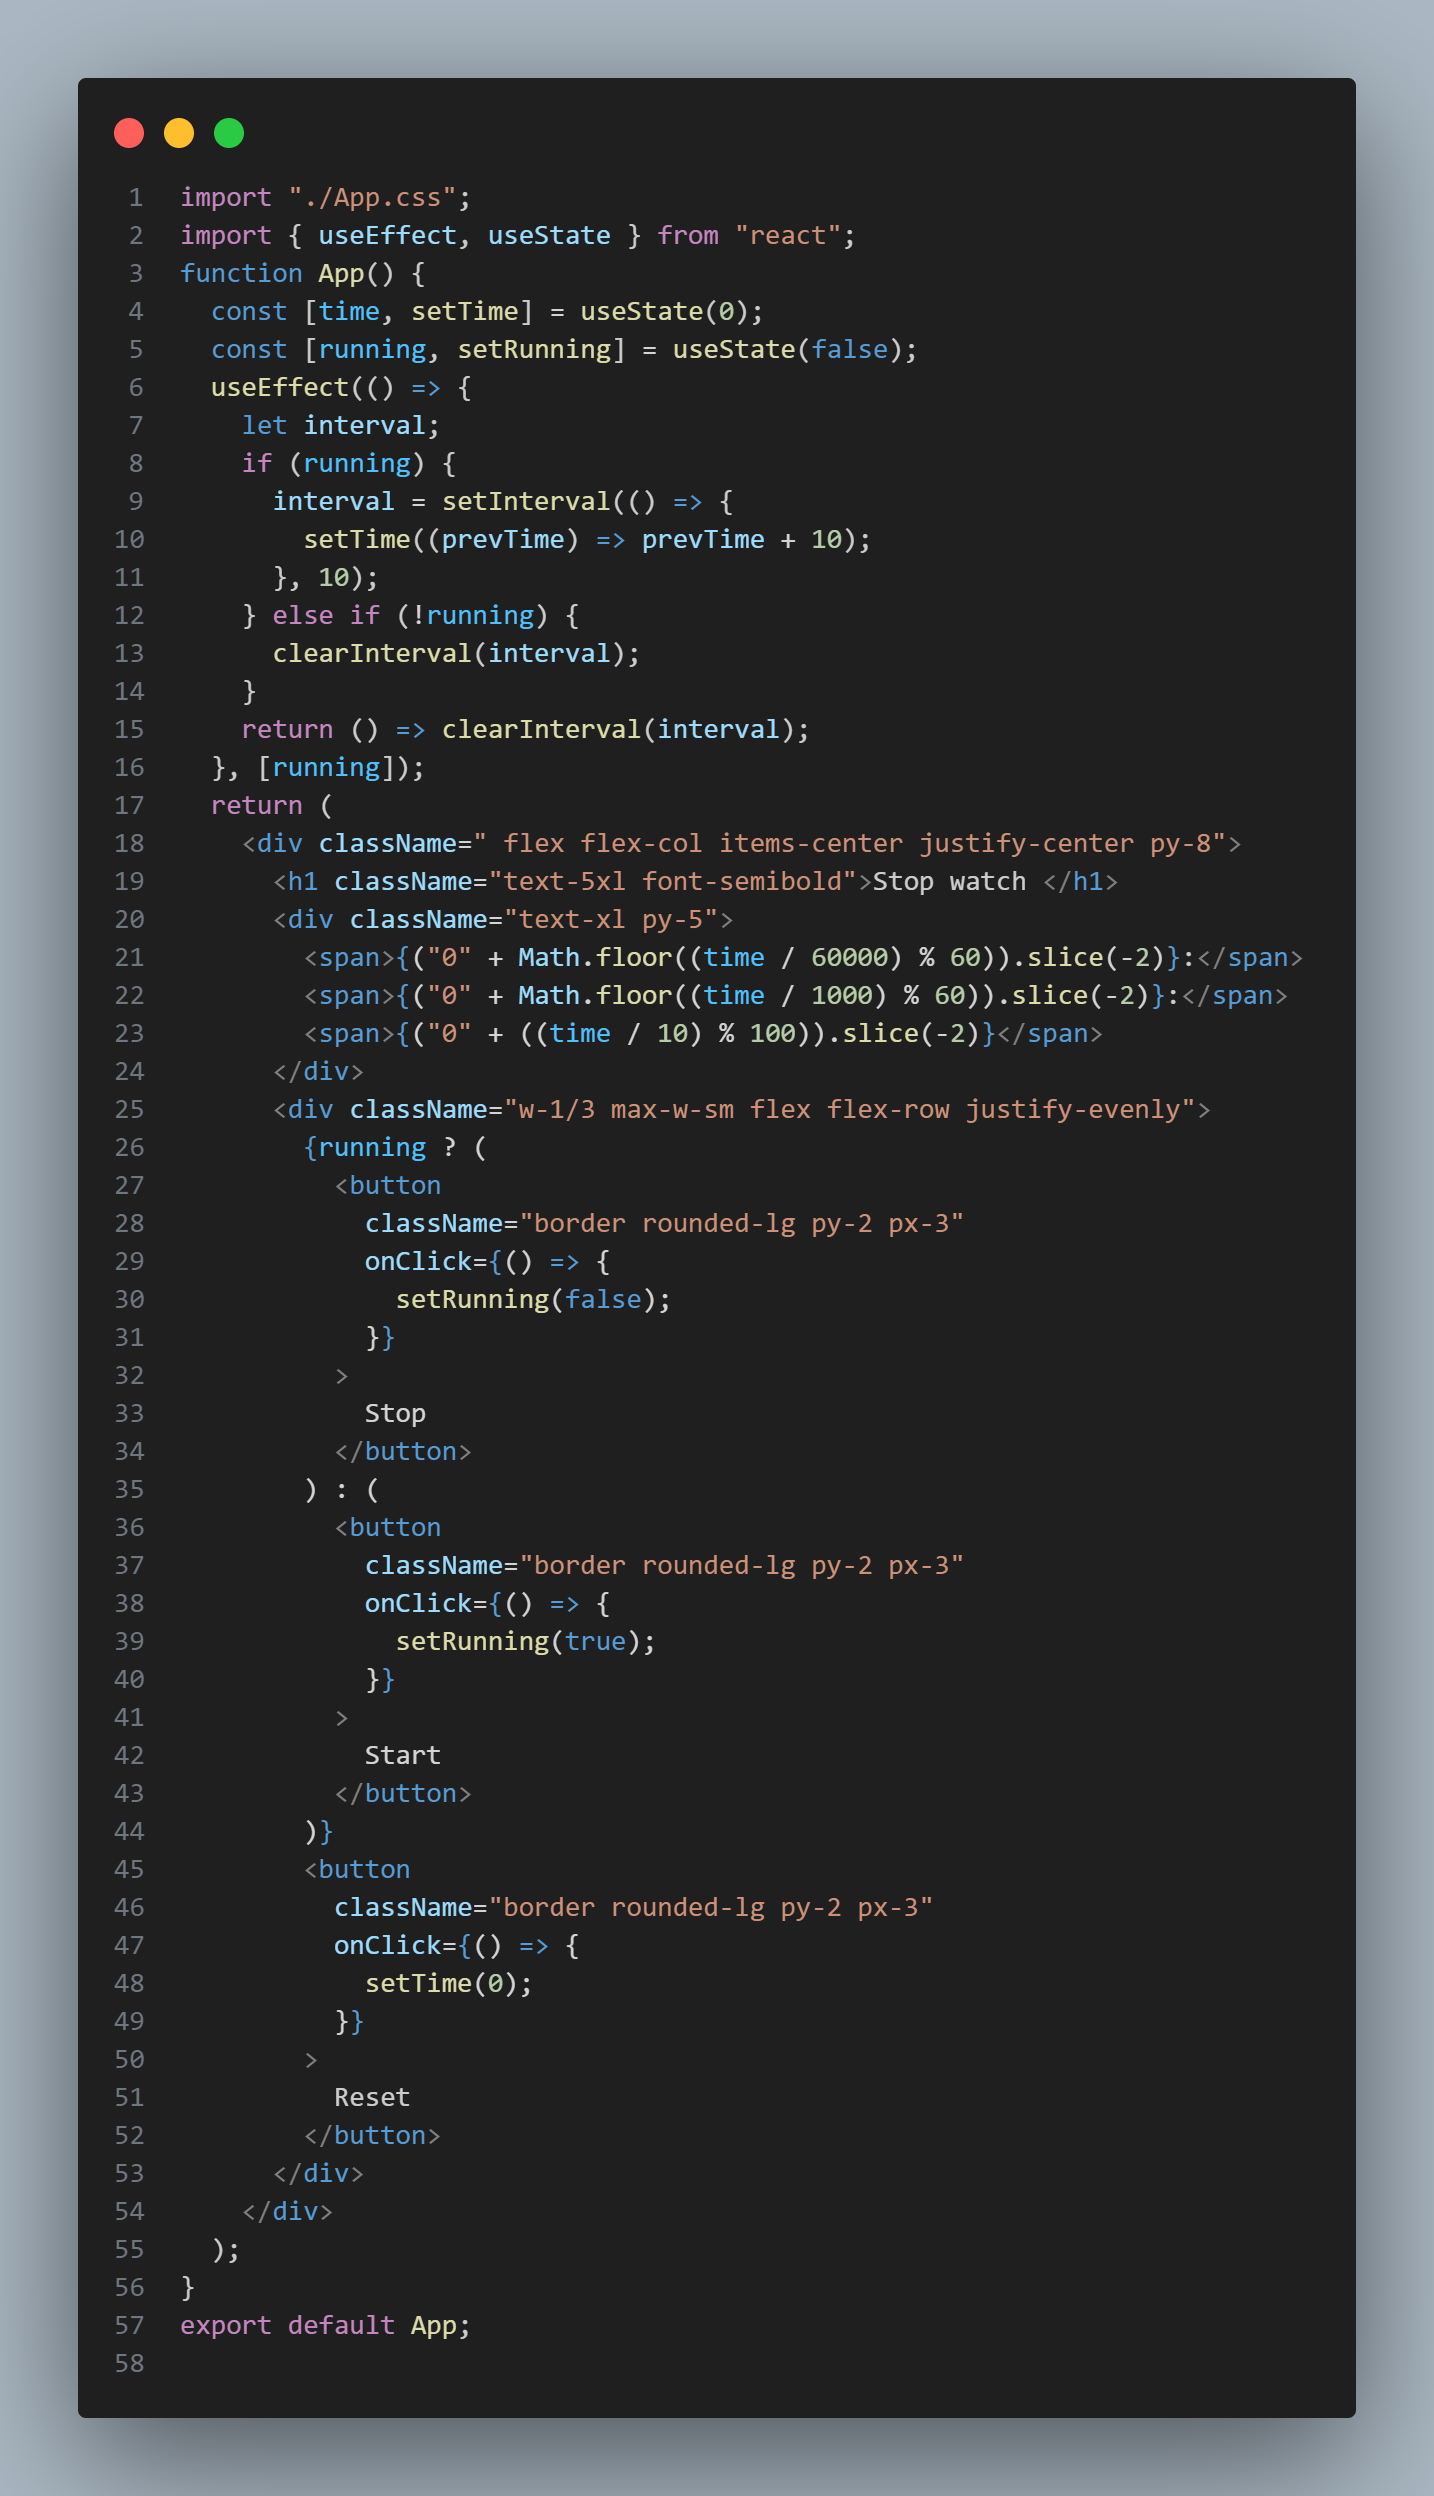 1 import "./App.css";
2 import { useEffect, useState } from "react";
3 function App() {
4   const [time, setTime] = useState(0);
5   const [running, setRunning] = useState(false);
6   useEffect(() => {
7     let interval;
8     if (running) {
9       interval = setInterval(() => {
10         setTime((prevTime) => prevTime + 10);
11       }, 10);
12     } else if (!running) {
13       clearInterval(interval);
14     }
15     return () => clearInterval(interval);
16   }, [running]);
17   return (
18     <div className=" flex flex-col items-center justify-center py-8">
19       <h1 className="text-5xl font-semibold">Stop watch </h1>
20       <div className="text-xl py-5">
21         <span>{("0" + Math.floor((time / 60000) % 60)).slice(-2)}:</span>
22         <span>{("0" + Math.floor((time / 1000) % 60)).slice(-2)}:</span>
23         <span>{("0" + ((time / 10) % 100)).slice(-2)}</span>
24       </div>
25       <div className="w-1/3 max-w-sm flex flex-row justify-evenly">
26         {running ? (
27           <button
28             className="border rounded-lg py-2 px-3"
29             onClick={() => {
30               setRunning(false);
31             }}
32           >
33             Stop
34           </button>
35         ) : (
36           <button
37             className="border rounded-lg py-2 px-3"
38             onClick={() => {
39               setRunning(true);
40             }}
41           >
42             Start
43           </button>
44         )}
45         <button
46           className="border rounded-lg py-2 px-3"
47           onClick={() => {
48             setTime(0);
49           }}
50         >
51           Reset
52         </button>
53       </div>
54     </div>
55   );
56 }
57 export default App;
58